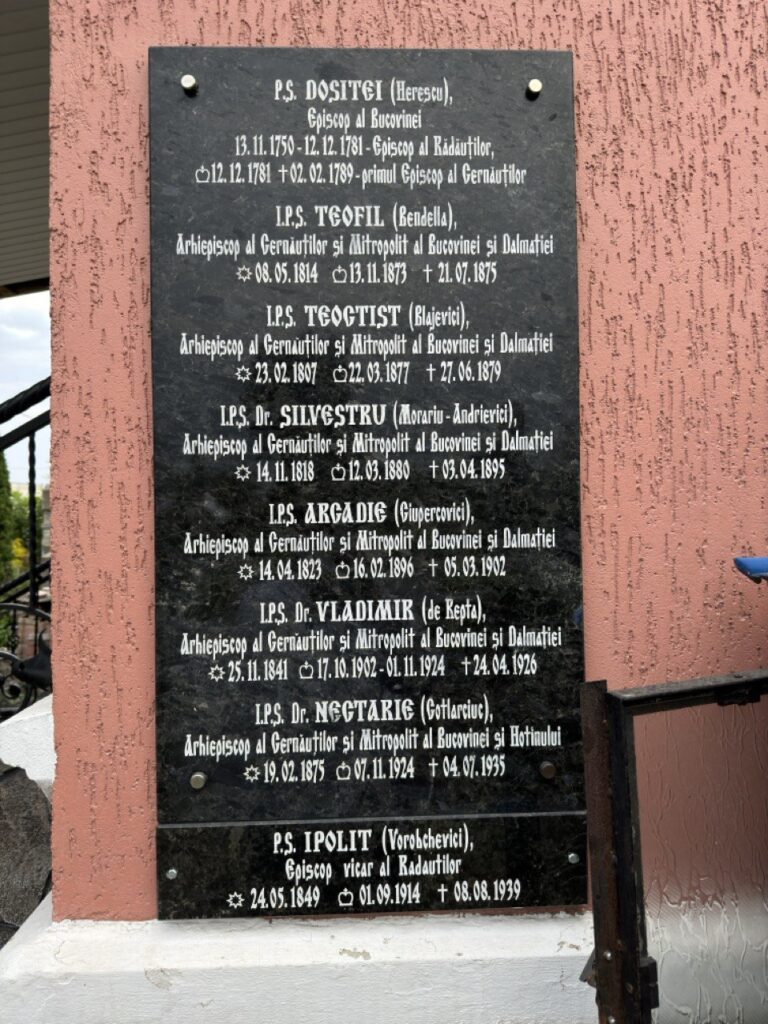 P.S. DOSITEI (Herescu),
Episcop al Bucovinei
13.11.1750 - 12.12.1781 - Episcop al Rădăuților,
12.12.1781 ✝02.02.1789 - primul Episcop al Cernăuților
I.P.S. TEOFIL (Bendella),
Arhiepiscop al Cernăuților și Mitropolit al Bucovinei și Dalmației
08.05.1814 13.11.1873 ✝ 21.07.1875
I.P.S. TEOCTIST (Blajevici),
Arhiepiscop al Cernăuților și Mitropolit al Bucovinei și Dalmației
23.02.1807 22.03.1877 ✝ 27.06.1879
I.P.S. Dr. SILVESTRU (Morariu - Andrievici),
Arhiepiscop al Cernăuților și Mitropolit al Bucovinei și Dalmației
14.11.1818 12.03.1880 ✝ 03.04.1895
I.P.S. ARCADIE (Ciupercovici),
Arhiepiscop al Cernăuților și Mitropolit al Bucovinei și Dalmației
14.04.1823 16.02.1896 ✝ 05.03.1902
I.P.S. Dr. VLADIMIR (de Repta),
Arhiepiscop al Cernăuților și Mitropolit al Bucovinei și Dalmației
25.11.1841 17.10.1902 - 01.11.1924 ✝ 24.04.1926
I.P.S. Dr. NECTARIE (Cotlarciuc),
Arhiepiscop al Cernăuților și Mitropolit al Bucovinei și Hotinului
19.02.1875 07.11.1924 ✝ 04.07.1935
P.S. IPOLIT (Vorobchevici),
Episcop vicar al Radautilor
24.05.1849 01.09.1914 ✝ 08.08.1939